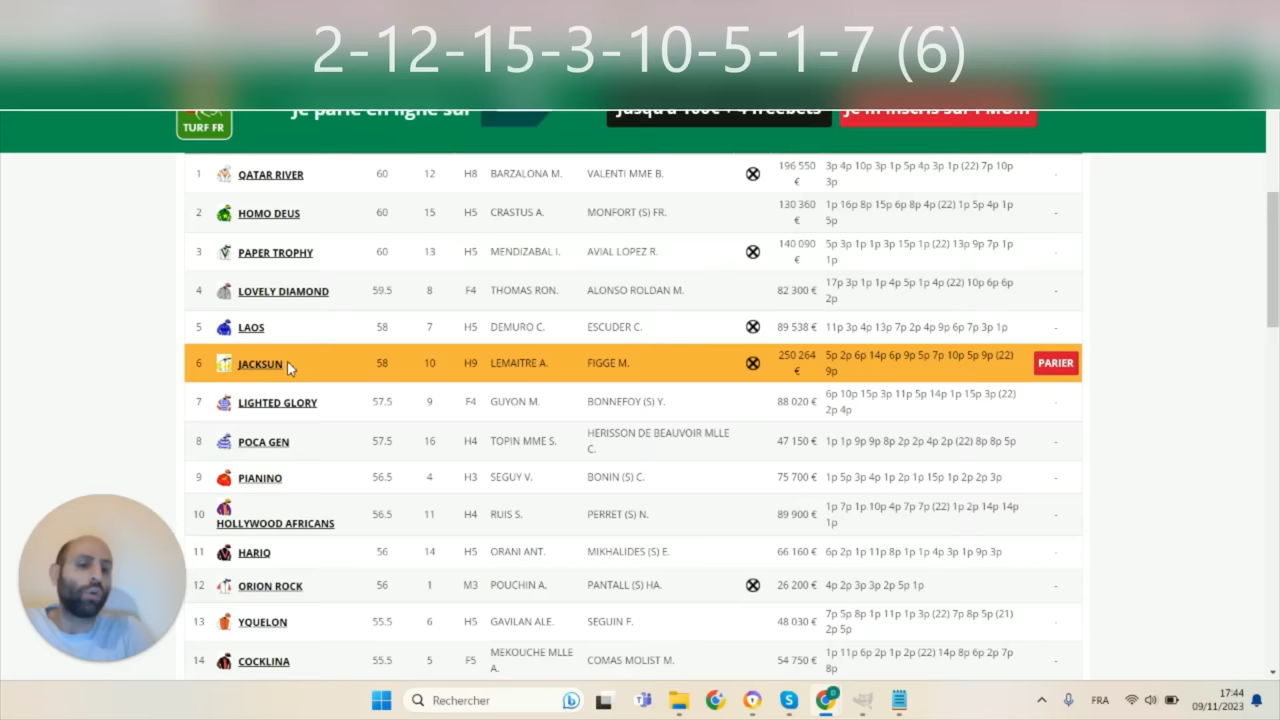 2-12-15-3-10-5-1-7 (6)
TURF FR
Je parie en ligne sur
1 QATAR RIVER 60 12 H8 BARZALONA M. VALENTI MME B. 196 550 € 3p 4p 10p 3p 1p 5p 4p 3p 1p (22) 7p 10p 3p -
2 HOMO DEUS 60 15 H5 CRASTUS A. MONFORT (S) FR. 130 360 € 1p 16p 8p 15p 6p 8p 4p (22) 1p 5p 4p 1p 5p -
3 PAPER TROPHY 60 13 H5 MENDIZABAL I. AVIAL LOPEZ R. 140 090 € 5p 3p 1p 1p 3p 15p 1p (22) 13p 9p 7p 1p 1p -
4 LOVELY DIAMOND 59.5 8 F4 THOMAS RON. ALONSO ROLDAN M. 82 300 € 17p 3p 1p 1p 4p 5p 1p 4p (22) 10p 6p 6p 2p -
5 LAOS 58 7 H5 DEMURO C. ESCUDER C. 89 538 € 11p 3p 4p 13p 7p 2p 4p 9p 6p 7p 3p 1p -
6 JACKSUN 58 10 H9 LEMAITRE A. FIGGE M. 250 264 € 5p 2p 6p 14p 6p 9p 5p 7p 10p 5p 9p (22) 9p PARIER
7 LIGHTED GLORY 57.5 9 F4 GUYON M. BONNEFOY (S) Y. 88 020 € 6p 10p 15p 3p 11p 5p 14p 1p 15p 3p (22) 2p 4p -
8 POCA GEN 57.5 16 H4 TOPIN MME S. HERISSON DE BEAUVOIR MLLE C. 47 150 € 1p 1p 9p 9p 8p 2p 2p 4p 2p (22) 8p 8p 5p -
9 PIANINO 56.5 4 H3 SEGUY V. BONIN (S) C. 75 700 € 1p 5p 3p 4p 1p 2p 1p 15p 1p 2p 2p 3p -
10 HOLLYWOOD AFRICANS 56.5 11 H4 RUIS S. PERRET (S) N. 89 900 € 1p 7p 1p 10p 4p 7p 7p (22) 1p 2p 14p 14p 1p -
11 HARIQ 56 14 H5 ORANI ANT. MIKHALIDES (S) E. 66 160 € 6p 2p 1p 11p 8p 1p 1p 4p 3p 1p 9p 3p -
12 ORION ROCK 56 1 M3 POUCHIN A. PANTALL (S) HA. 26 200 € 4p 2p 3p 3p 2p 5p 1p -
13 YQUELON 55.5 6 H5 GAVILAN ALE. SEGUIN F. 48 030 € 7p 5p 8p 1p 11p 1p 3p (22) 7p 8p 5p (21) 2p 5p -
14 COCKLINA 55.5 5 F5 MEKOUCHE MLLE A. COMAS MOLIST M. 54 750 € 1p 11p 6p 2p 1p 2p (22) 14p 8p 6p 2p 7p 8p -
Rechercher
FRA
17:44
09/11/2023